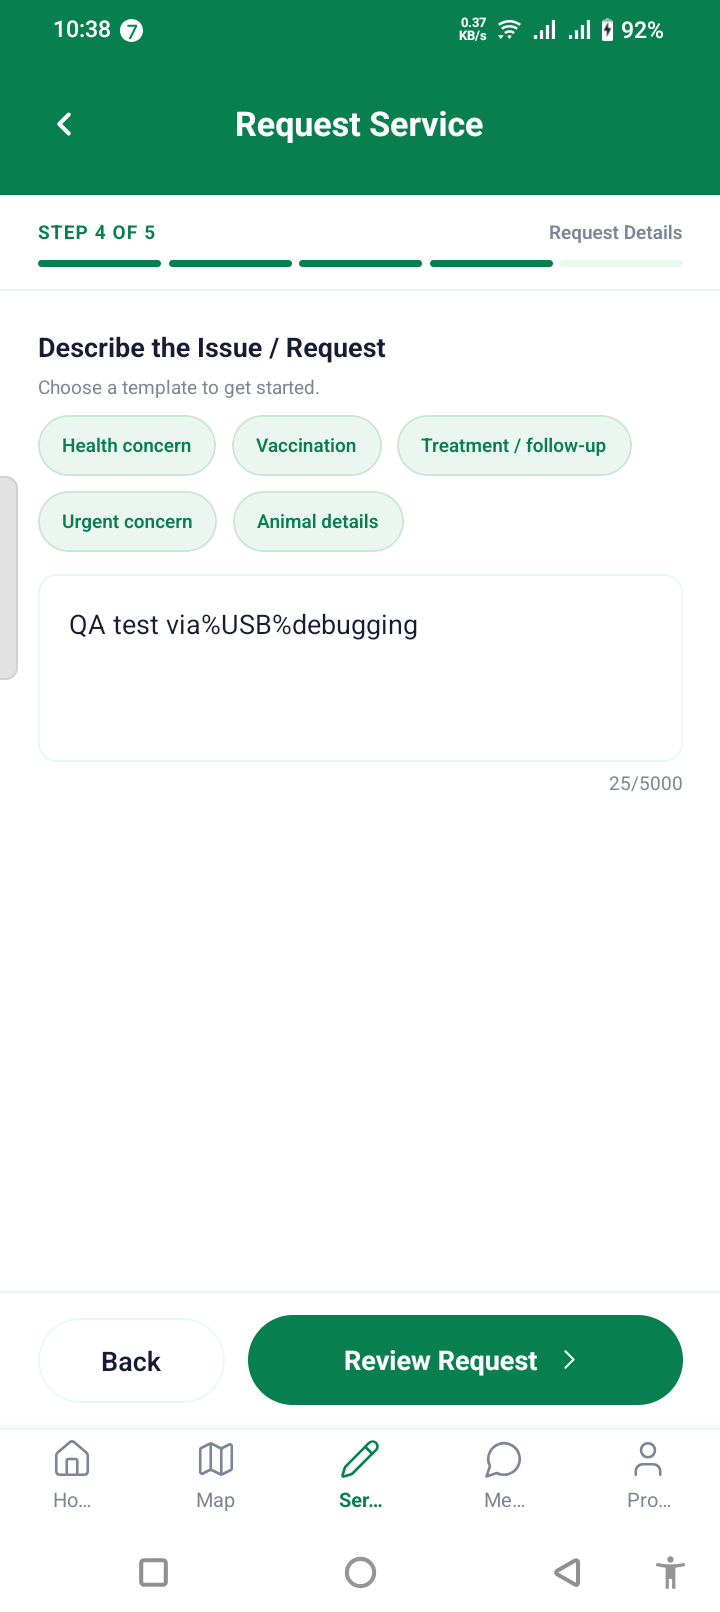 10:38 7 0.37 KB/s 92%
Request Service
STEP 4 OF 5 Request Details
Describe the Issue / Request
Choose a template to get started.
Health concern Vaccination Treatment / follow-up
Urgent concern Animal details
QA test via%USB%debugging
25/5000
Back Review Request
Ho... Map Ser... Me... Pro...